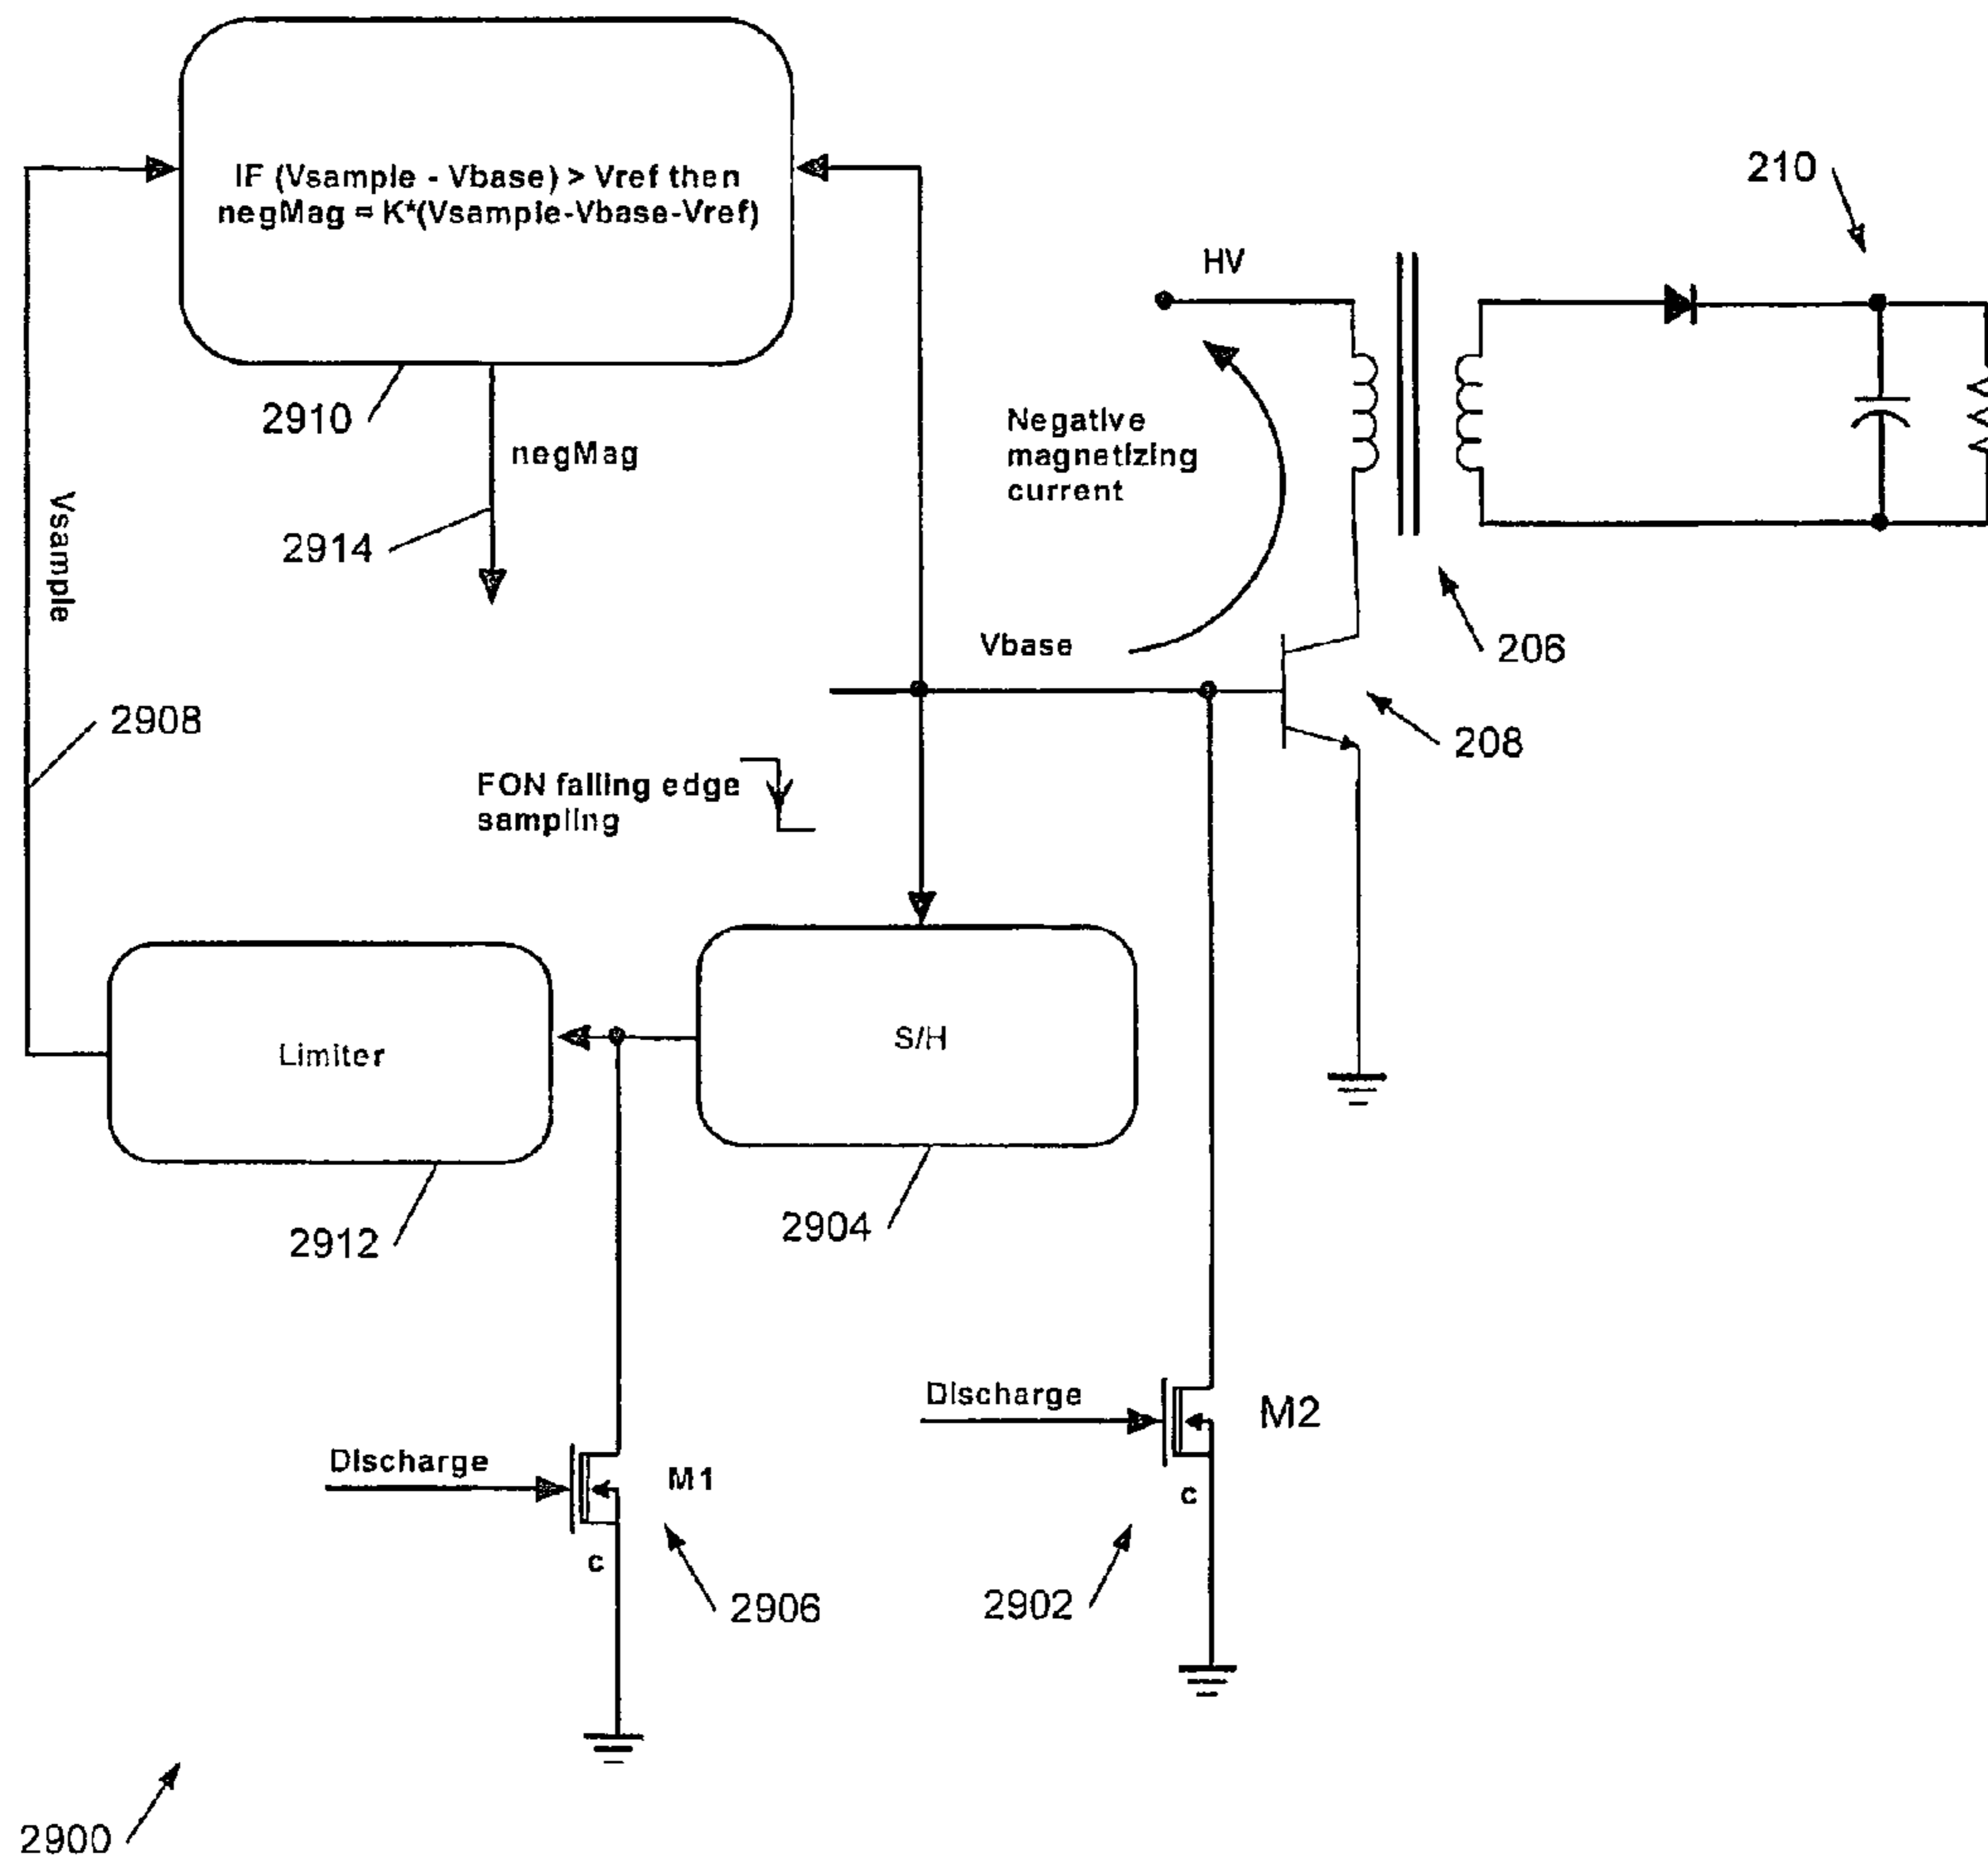 IF (Vsample - Vbase) > Vref then
negMag = K*(Vsample-Vbase-Vref)
210
HV
2910
negMag
Negative
magnetizing
current
2914
Vsample
Vbase
206
2908
208
FON falling edge
sampling
Limiter
S/H
2912
2904
Discharge
M2
c
Discharge
M1
c
2906
2902
2900